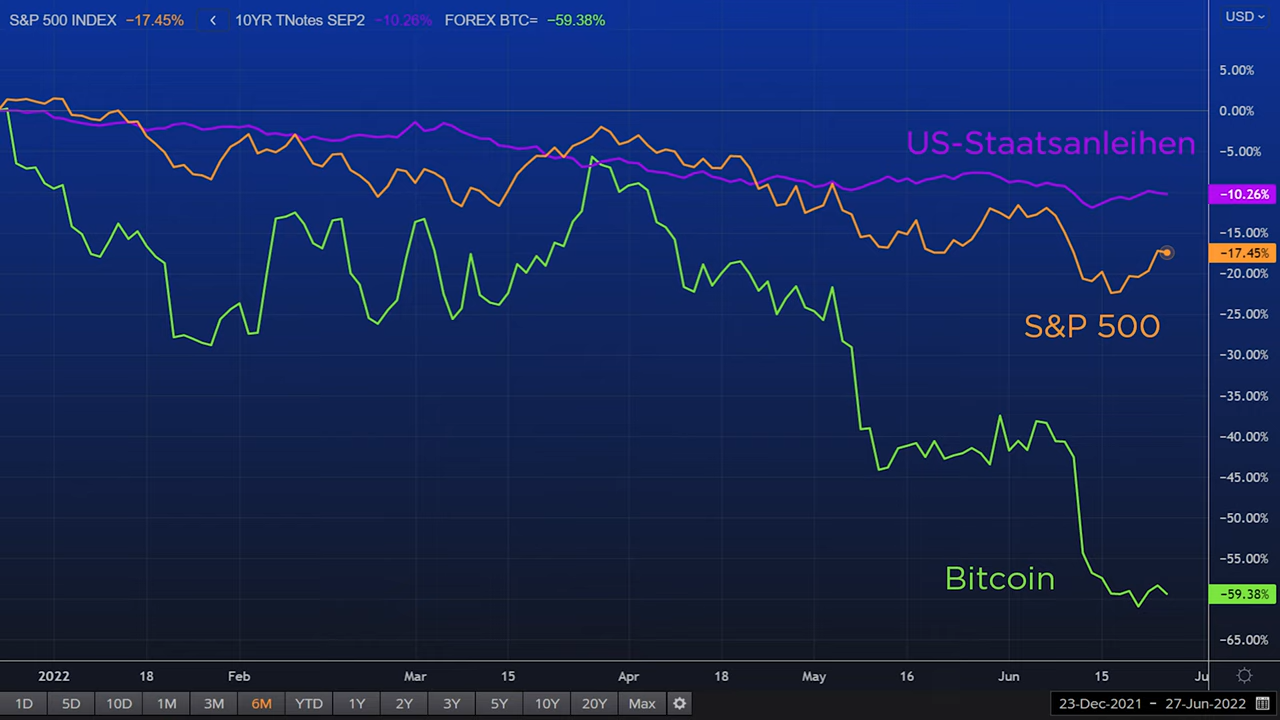 S&P 500 INDEX −17.45% 10YR TNotes SEP2 −10.26% FOREX BTC= −59.38%
USD
5.00%
0.00%
US-Staatsanleihen
−5.00%
−10.26%
−15.00%
−17.45%
−20.00%
−25.00%
S&P 500
−30.00%
−35.00%
−40.00%
−45.00%
−50.00%
−55.00%
Bitcoin
−59.38%
−65.00%
2022 18 Feb Mar 15 Apr 18 May 16 Jun 15 Ju
1D 5D 10D 1M 3M 6M YTD 1Y 2Y 3Y 5Y 10Y 20Y Max 23-Dec-2021 − 27-Jun-2022